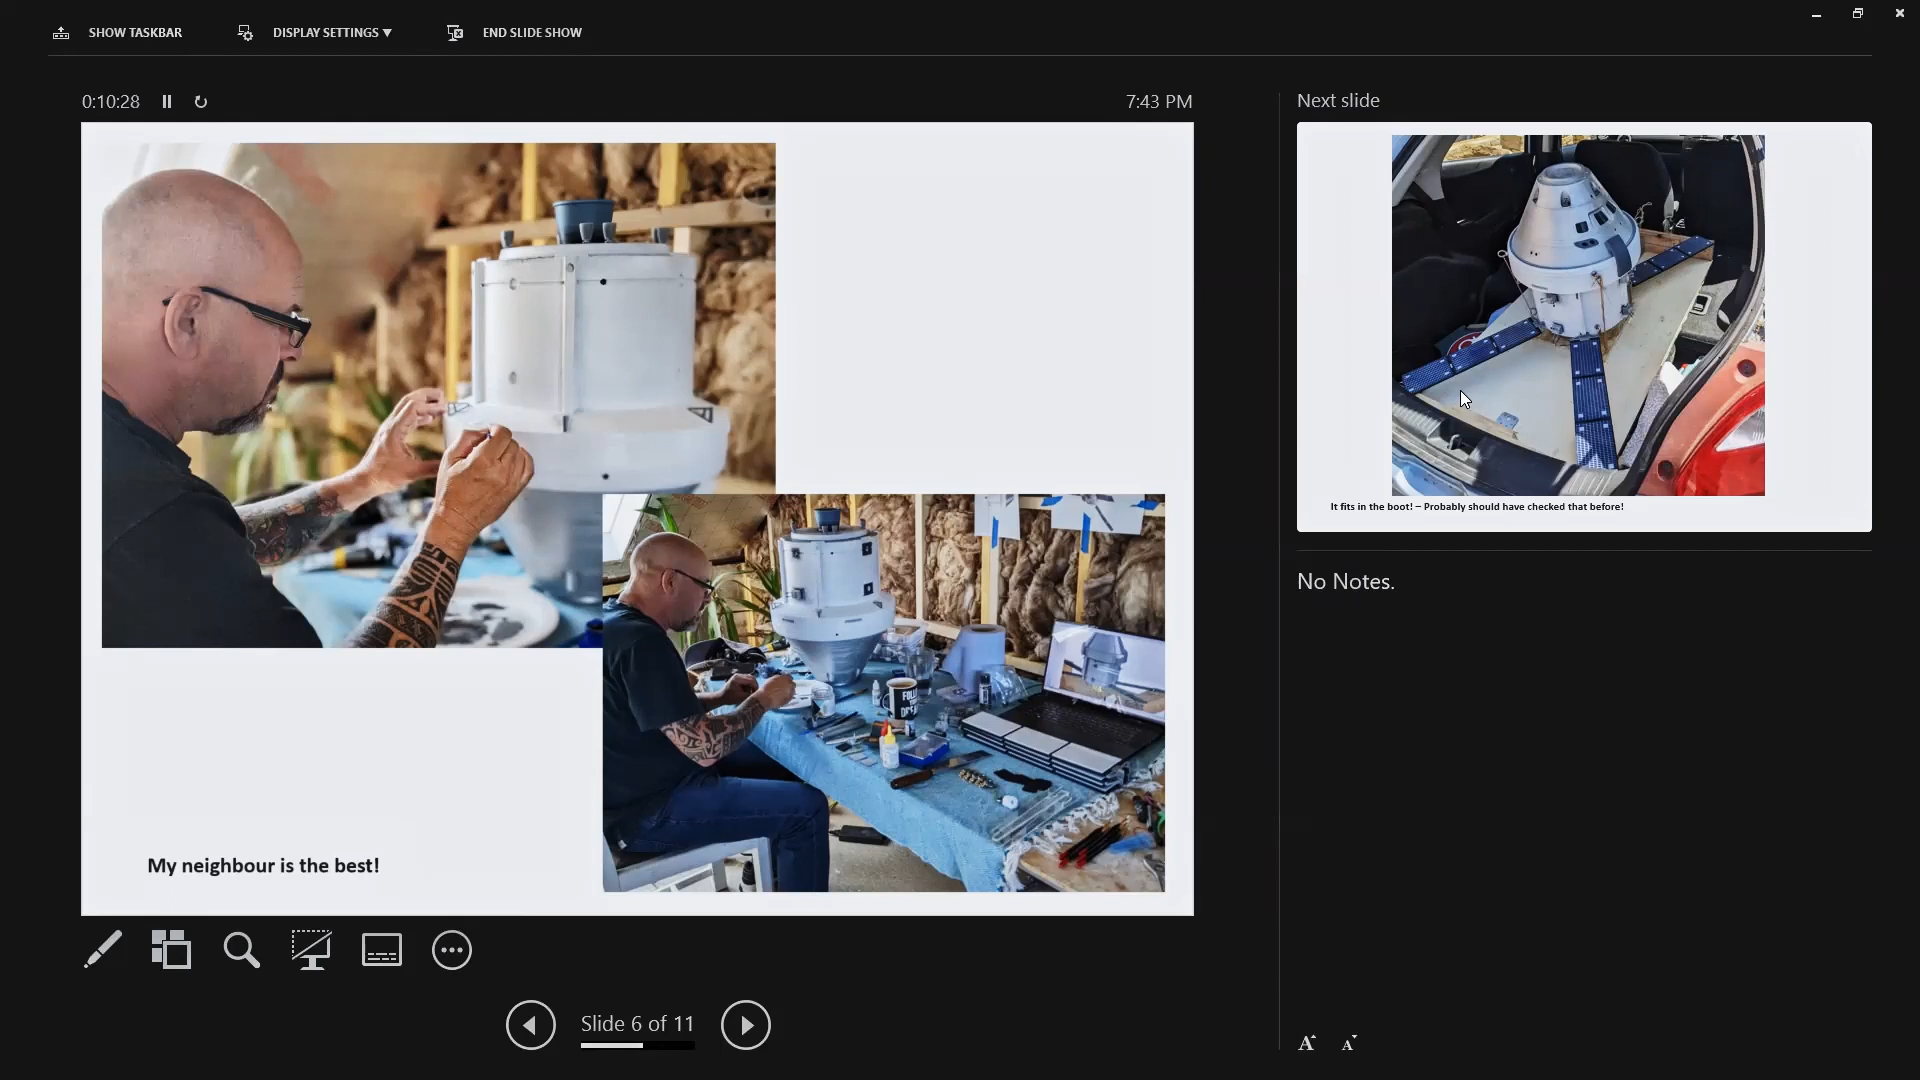 SHOW TASKBAR
DISPLAY SETTINGS ▼
END SLIDE SHOW
0:10:28
7:43 PM
Next slide
It fits in the boot! – Probably should have checked that before!
No Notes.
FOLLOW
My neighbour is the best!
Slide 6 of 11
A A